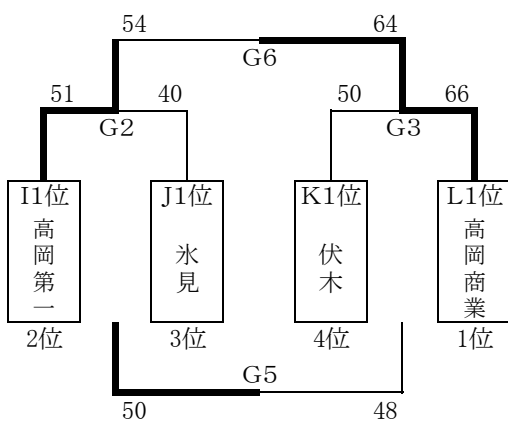 54 64
G6
51 40 50 66
G2 G3
I1位 J1位 K1位 L1位
高岡第一 氷見 伏木 高岡商業
2位 3位 4位 1位
G5
50 48